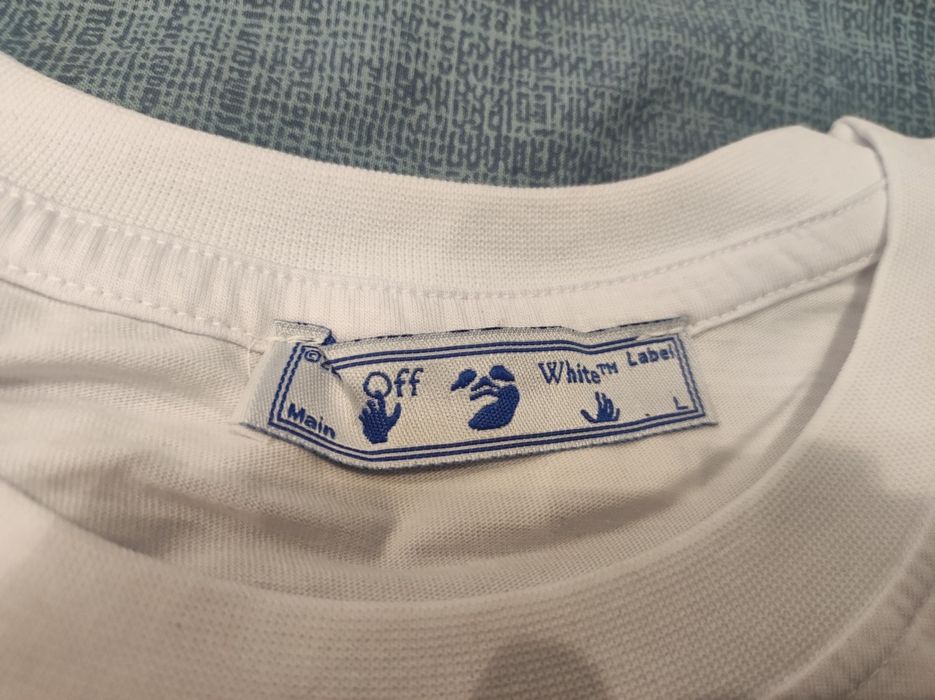 Off White™ Label
Main L